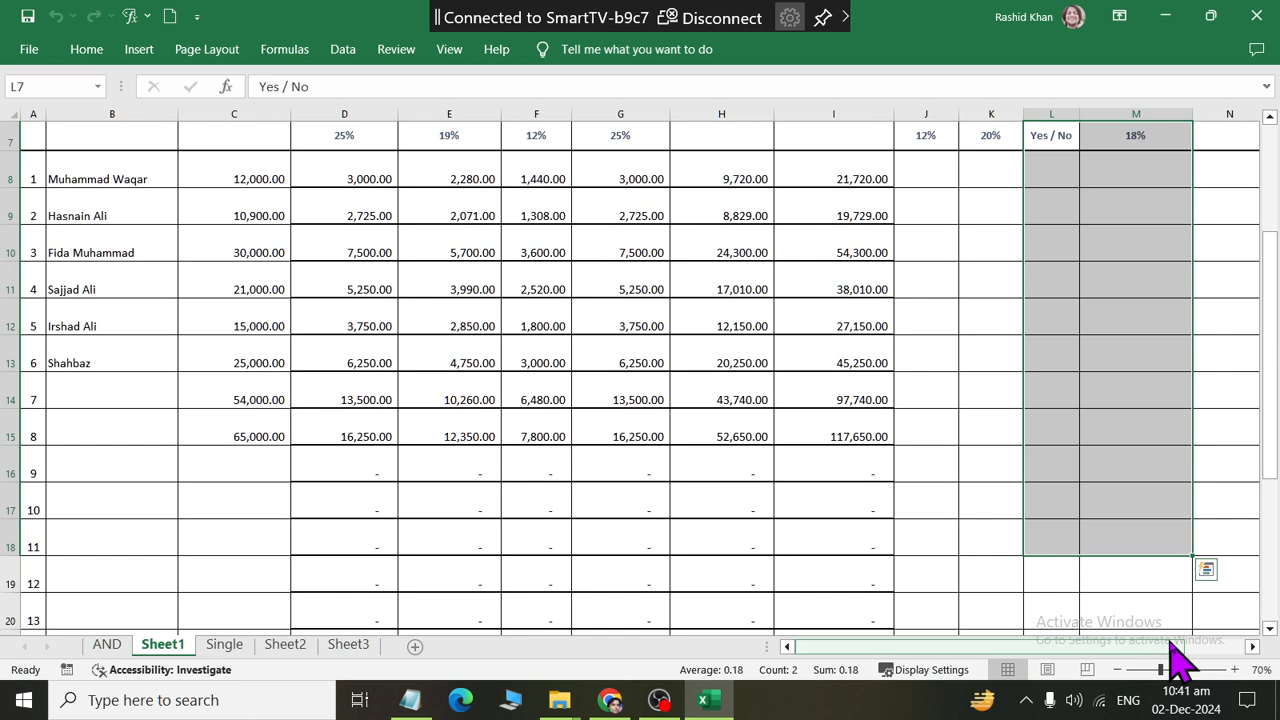 Connected to SmartTV-b9c7 Disconnect
Rashid Khan
File Home Insert Page Layout Formulas Data Review View Help Tell me what you want to do
L7 fx Yes / No
A B C D E F G H I J K L M N
7 25% 19% 12% 25% 12% 20% Yes / No 18%
8 1 Muhammad Waqar 12,000.00 3,000.00 2,280.00 1,440.00 3,000.00 9,720.00 21,720.00
9 2 Hasnain Ali 10,900.00 2,725.00 2,071.00 1,308.00 2,725.00 8,829.00 19,729.00
10 3 Fida Muhammad 30,000.00 7,500.00 5,700.00 3,600.00 7,500.00 24,300.00 54,300.00
11 4 Sajjad Ali 21,000.00 5,250.00 3,990.00 2,520.00 5,250.00 17,010.00 38,010.00
12 5 Irshad Ali 15,000.00 3,750.00 2,850.00 1,800.00 3,750.00 12,150.00 27,150.00
13 6 Shahbaz 25,000.00 6,250.00 4,750.00 3,000.00 6,250.00 20,250.00 45,250.00
14 7 54,000.00 13,500.00 10,260.00 6,480.00 13,500.00 43,740.00 97,740.00
15 8 65,000.00 16,250.00 12,350.00 7,800.00 16,250.00 52,650.00 117,650.00
16 9 - - - - - -
17 10 - - - - - -
18 11 - - - - - -
19 12 - - - - - -
20 13 - - - - - -
Activate Windows
Go to Settings to activate Windows.
AND Sheet1 Single Sheet2 Sheet3
Ready Accessibility: Investigate Average: 0.18 Count: 2 Sum: 0.18 Display Settings 70%
Type here to search ENG
10:41 am
02-Dec-2024